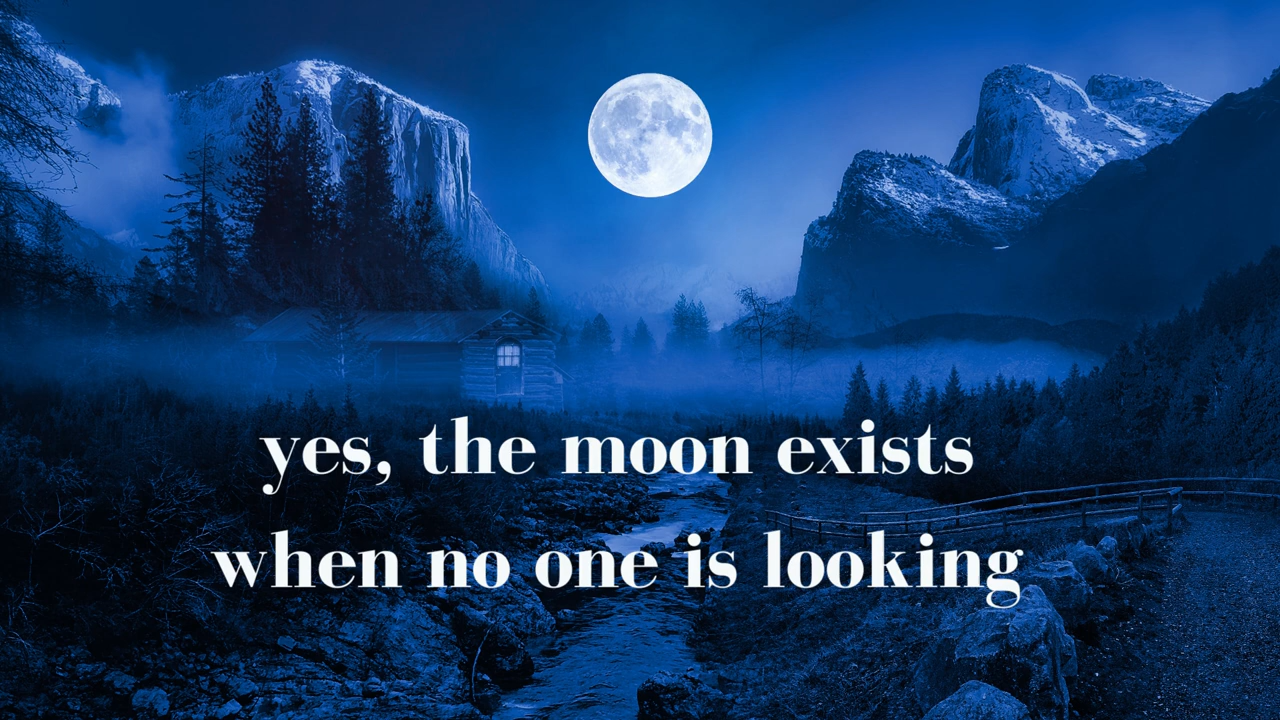 yes, the moon exists
when no one is looking